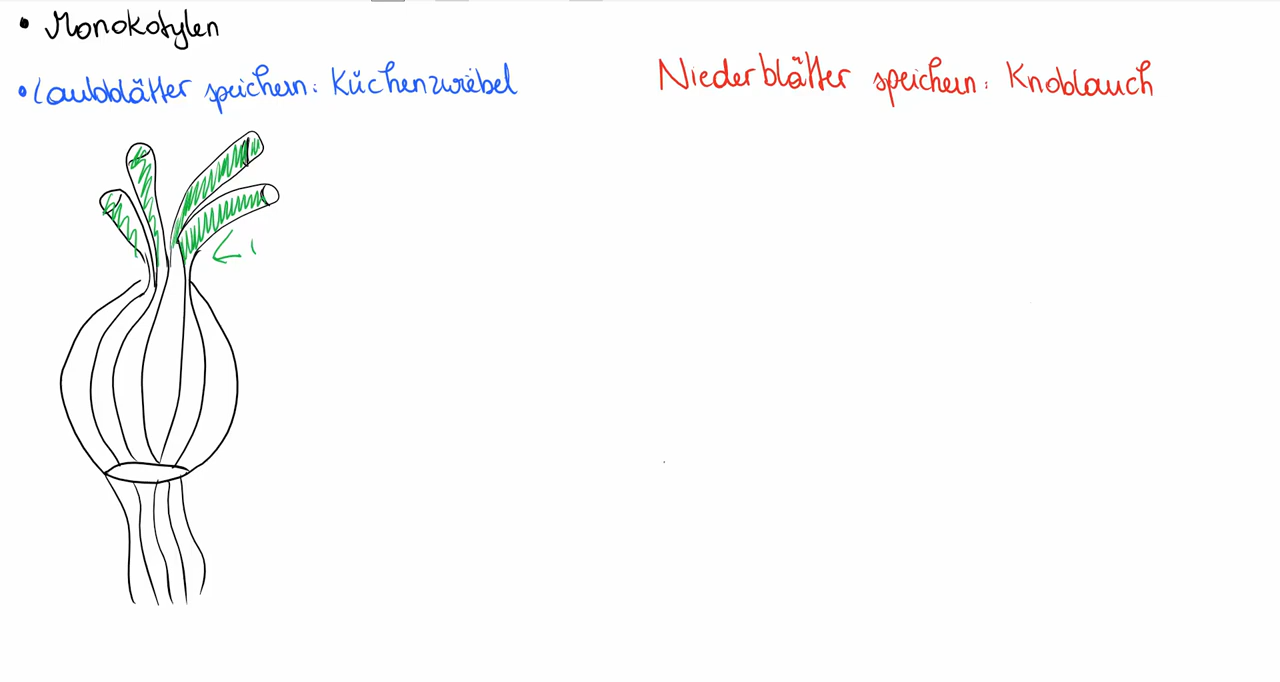 • Monokotylen
• Laubblätter speichern: Küchenzwiebel
Niederblätter speichern: Knoblauch